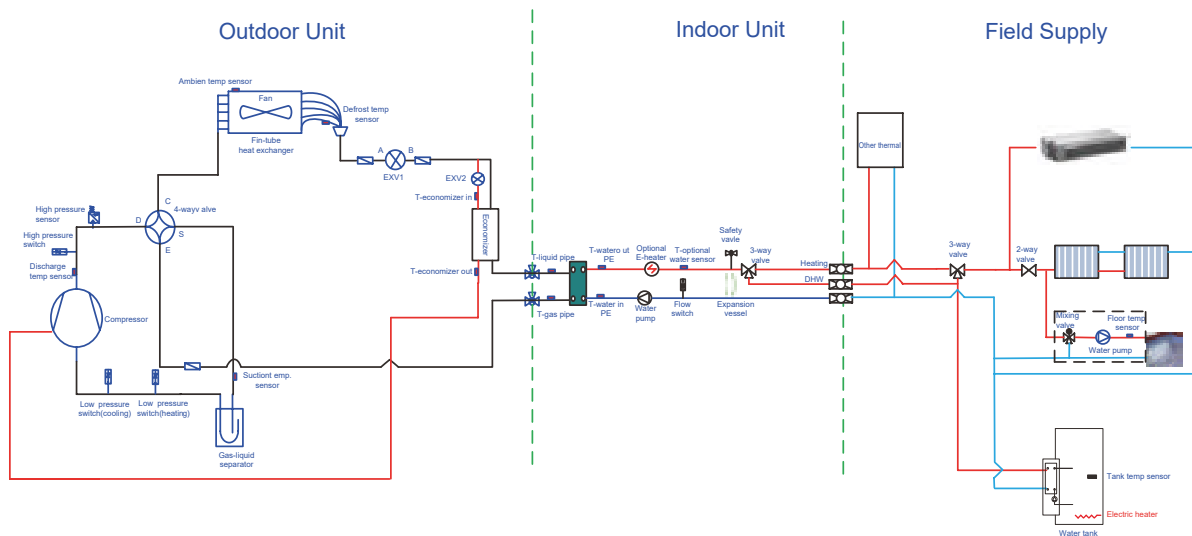 Outdoor Unit
Indoor Unit
Field Supply
Ambien temp sensor
Fan
Defrost temp
sensor
Fin-tube
heat exchanger
A
B
EXV1
EXV2
T-economizer in
Economizer
T-economizer out
C
4-wayv alve
D
S
E
High pressure
sensor
High pressure
switch
Discharge
temp sensor
Compressor
Low pressure
switch(cooling)
Low pressure
switch(heating)
Suctiont emp.
sensor
Gas-liquid
separator
T-liquid pipe
T-gas pipe
T-watero ut
PE
T-water in
PE
Optional
E-heater
Water
pump
T-optional
water sensor
Flow
switch
Safety
vavle
3-way
valve
Expansion
vessel
Heating
DHW
Other thermal
3-way
valve
2-way
valve
Mixing
valve
Floor temp
sensor
Water pump
Tank temp sensor
Electric heater
Water tank